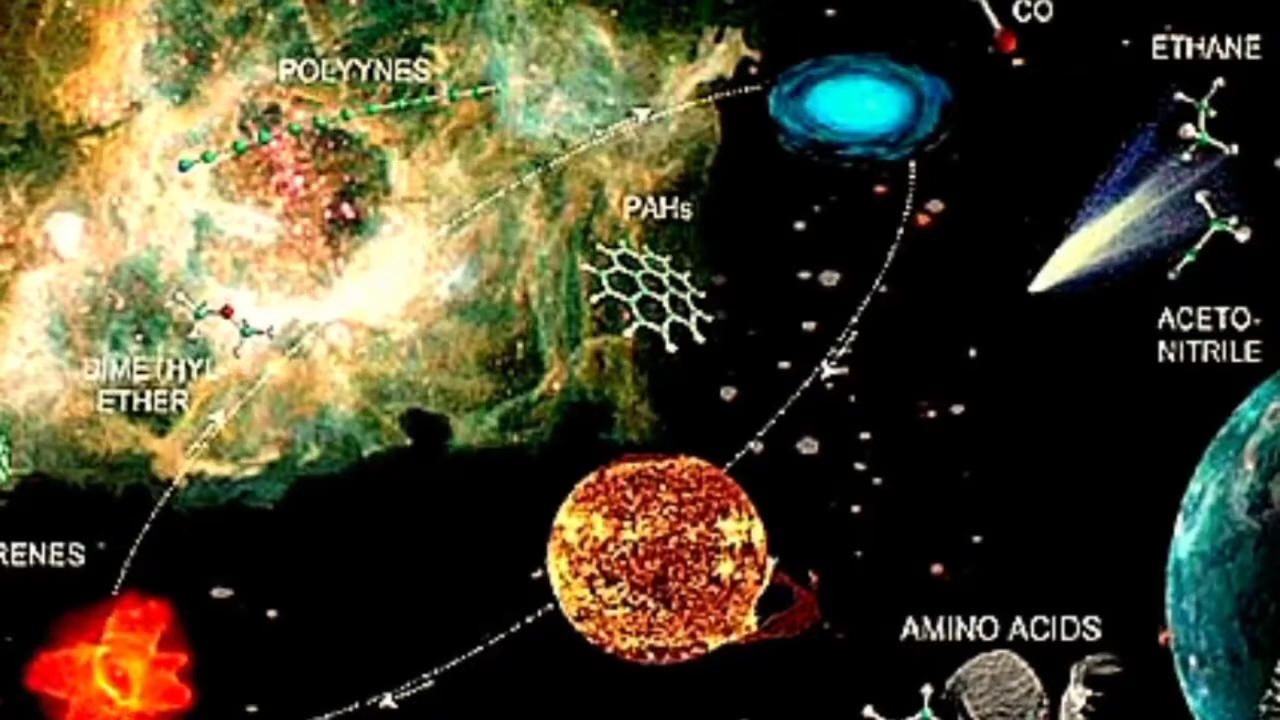 CO
ETHANE
POLYYNES
PAHs
ACETO-
NITRILE
DIMETHYL
ETHER
RENES
AMINO ACIDS